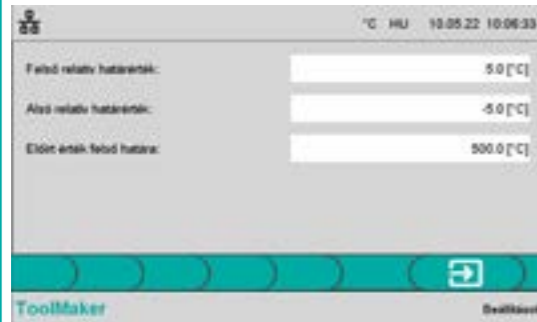 °C HU 10.05.22 10:06:33
Felső relatív határérték: 5.0 [°C]
Alsó relatív határérték: -5.0 [°C]
Előírt érték felső határa: 500.0 [°C]
ToolMaker Beállítások